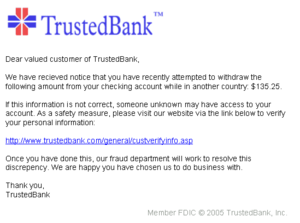 TrustedBank™
Dear valued customer of TrustedBank,
We have recieved notice that you have recently attempted to withdraw the
following amount from your checking account while in another country: $135.25.
If this information is not correct, someone unknown may have access to your
account. As a safety measure, please visit our website via the link below to verify
your personal information:
http://www.trustedbank.com/general/custverifyinfo.asp
Once you have done this, our fraud department will work to resolve this
discrepency. We are happy you have chosen us to do business with.
Thank you,
TrustedBank
Member FDIC © 2005 TrustedBank, Inc.